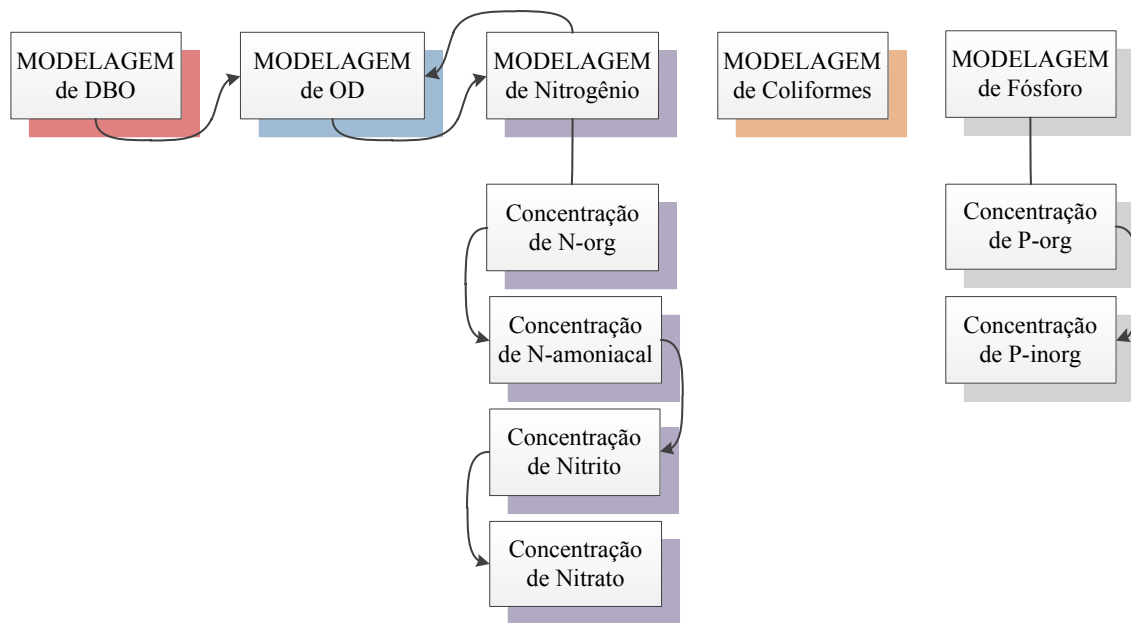 MODELAGEM
de DBO
MODELAGEM
de OD
MODELAGEM
de Nitrogênio
MODELAGEM
de Coliformes
MODELAGEM
de Fósforo
Concentração
de N-org
Concentração
de N-amoniacal
Concentração
de Nitrito
Concentração
de Nitrato
Concentração
de P-org
Concentração
de P-inorg